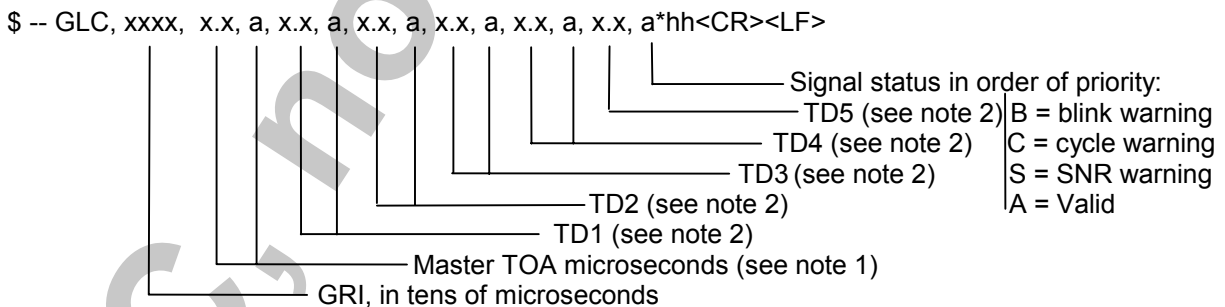 $ -- GLC, xxxx, x.x, a, x.x, a, x.x, a, x.x, a, x.x, a, x.x, a*hh<CR><LF>
Signal status in order of priority:
TD5 (see note 2) B = blink warning
TD4 (see note 2) C = cycle warning
TD3 (see note 2) S = SNR warning
TD2 (see note 2) A = Valid
TD1 (see note 2)
Master TOA microseconds (see note 1)
GRI, in tens of microseconds